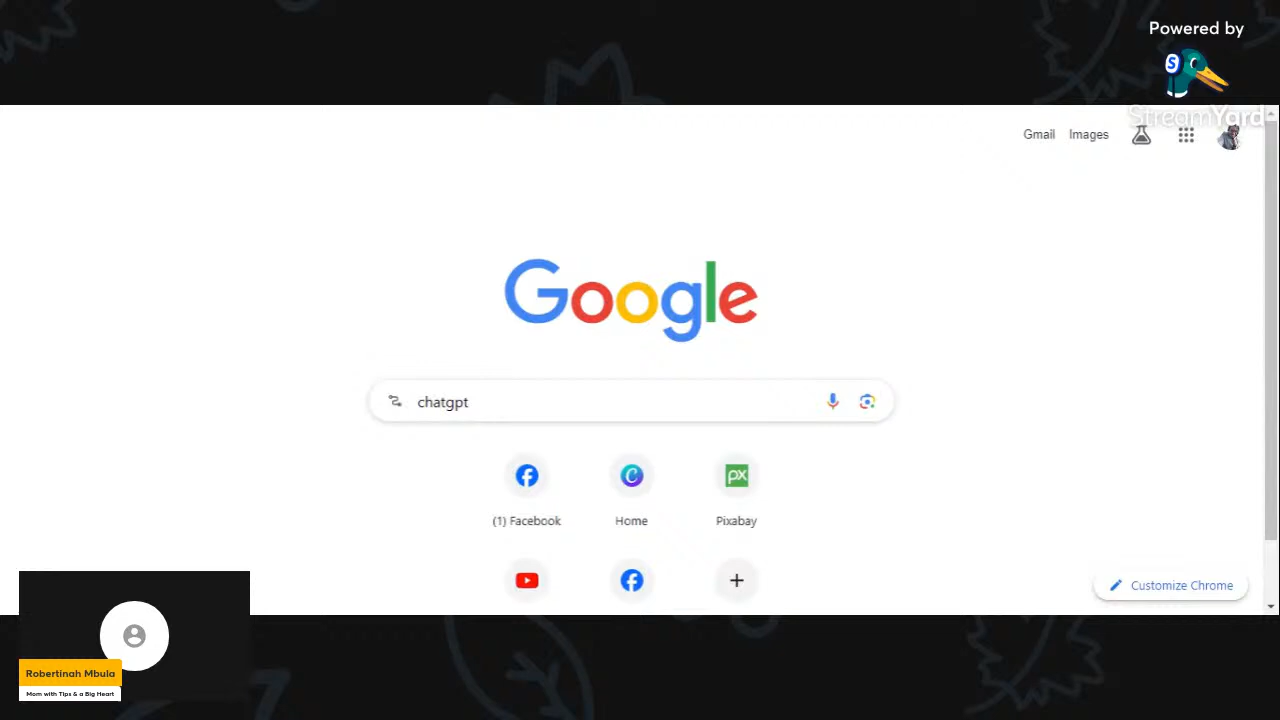 Powered by
S
StreamYard
Gmail Images
Google
chatgpt
C
px
(1) Facebook Home Pixabay
Customize Chrome
Robertinah Mbula
Mom with Tips & a Big Heart